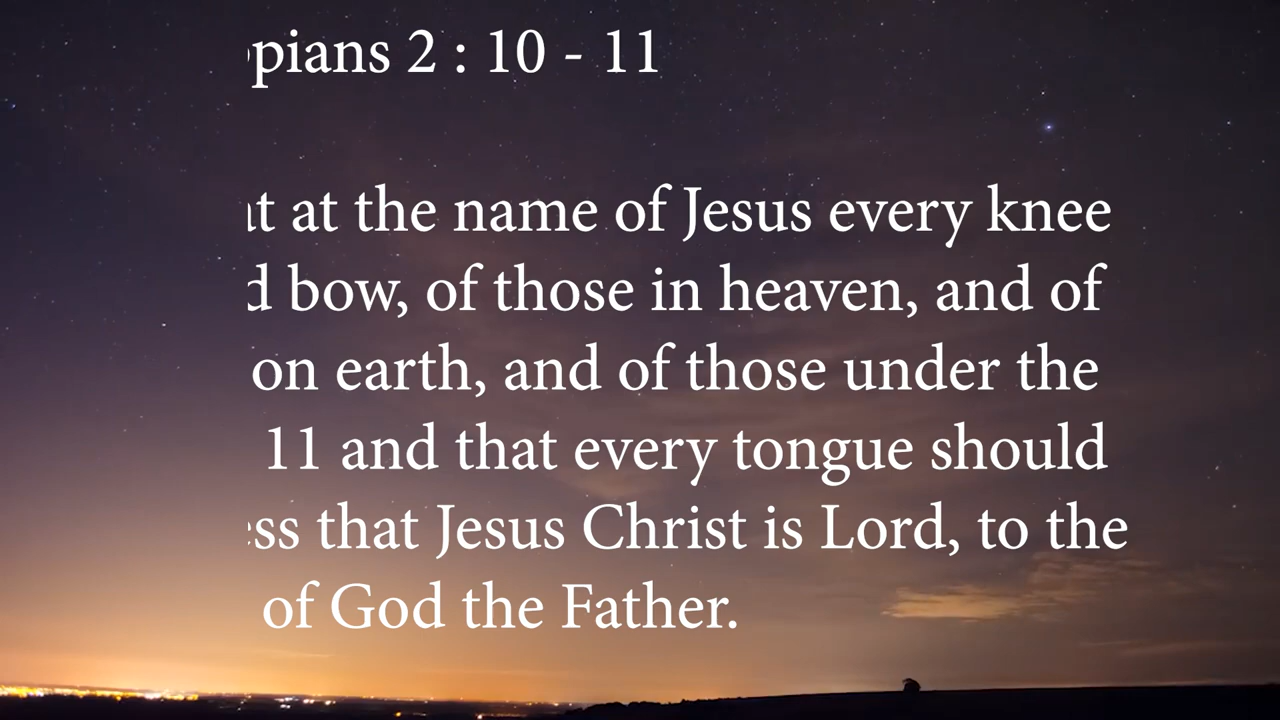 pians 2 : 10 - 11
t at the name of Jesus every knee
d bow, of those in heaven, and of
on earth, and of those under the
11 and that every tongue should
ss that Jesus Christ is Lord, to the
of God the Father.